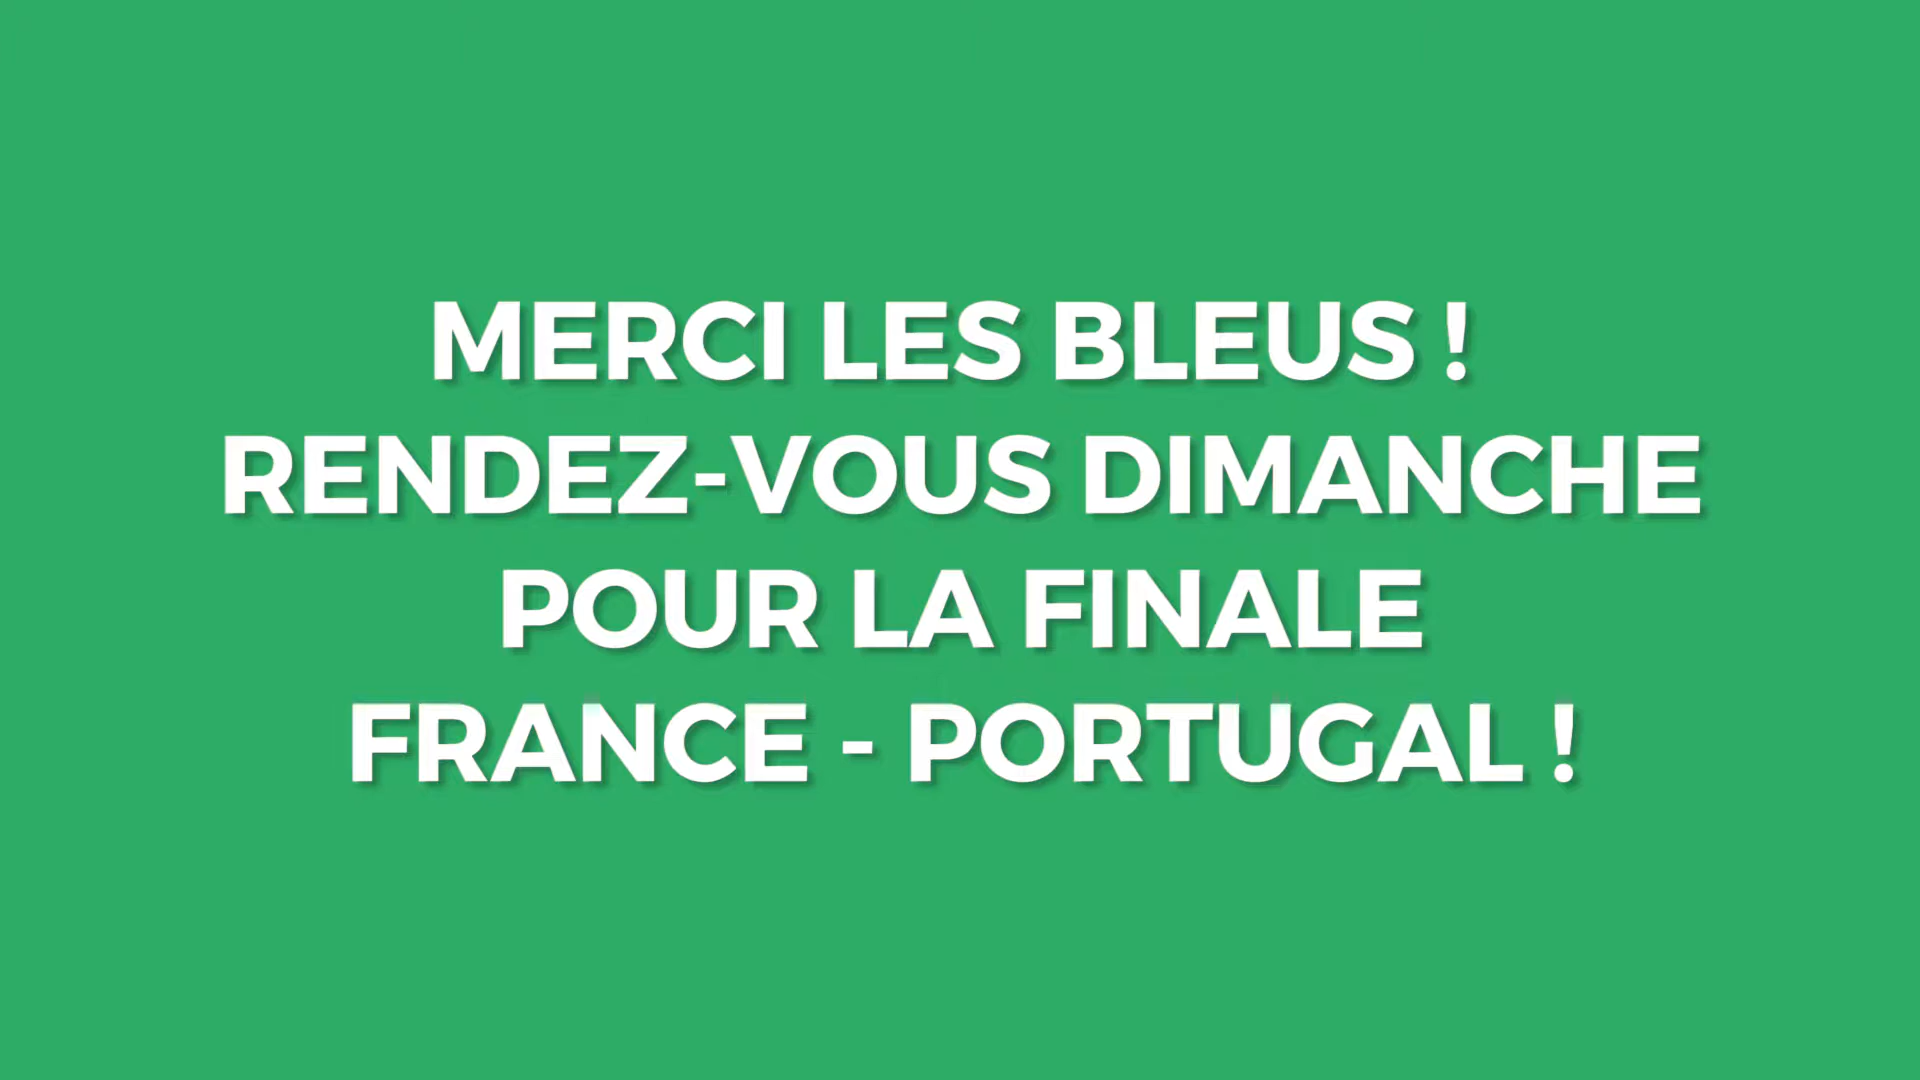 MERCI LES BLEUS !
RENDEZ-VOUS DIMANCHE
POUR LA FINALE
FRANCE - PORTUGAL !